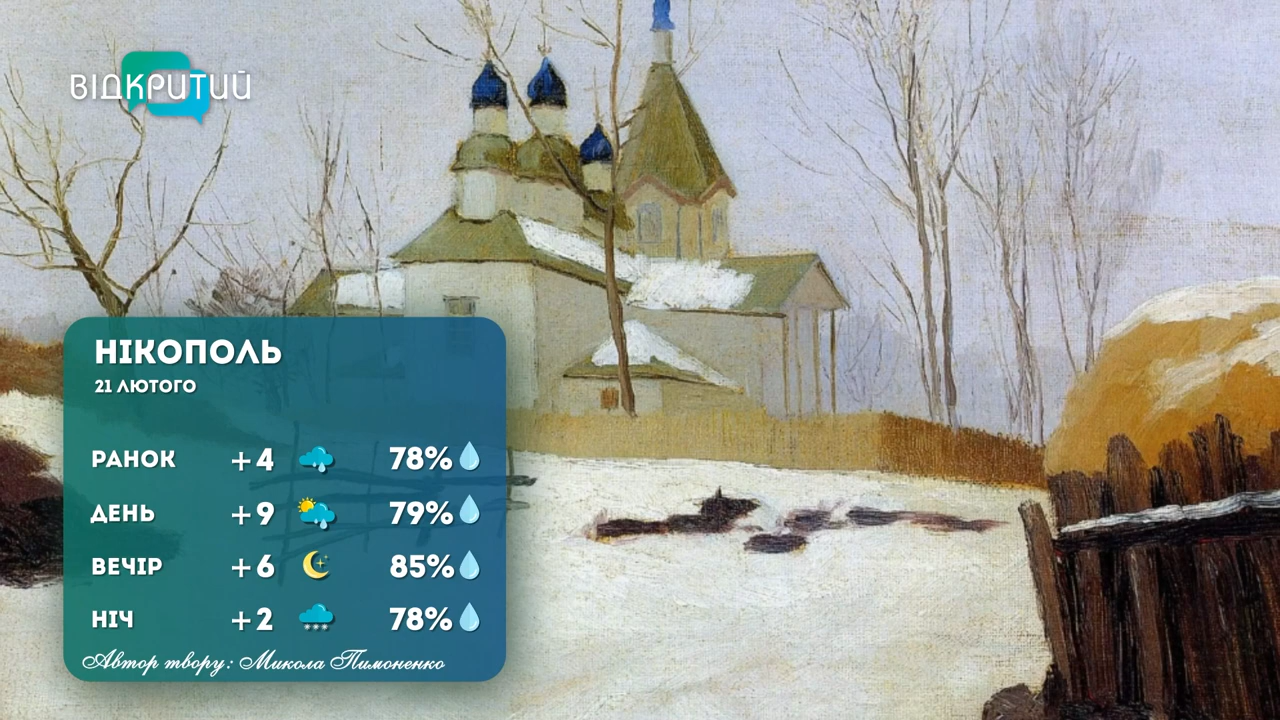 ВІДКРИТИЙ
НІКОПОЛЬ
21 ЛЮТОГО
РАНОК +4 78%
ДЕНЬ +9 79%
ВЕЧІР +6 85%
НІЧ +2 78%
Автор твору: Микола Пимоненко